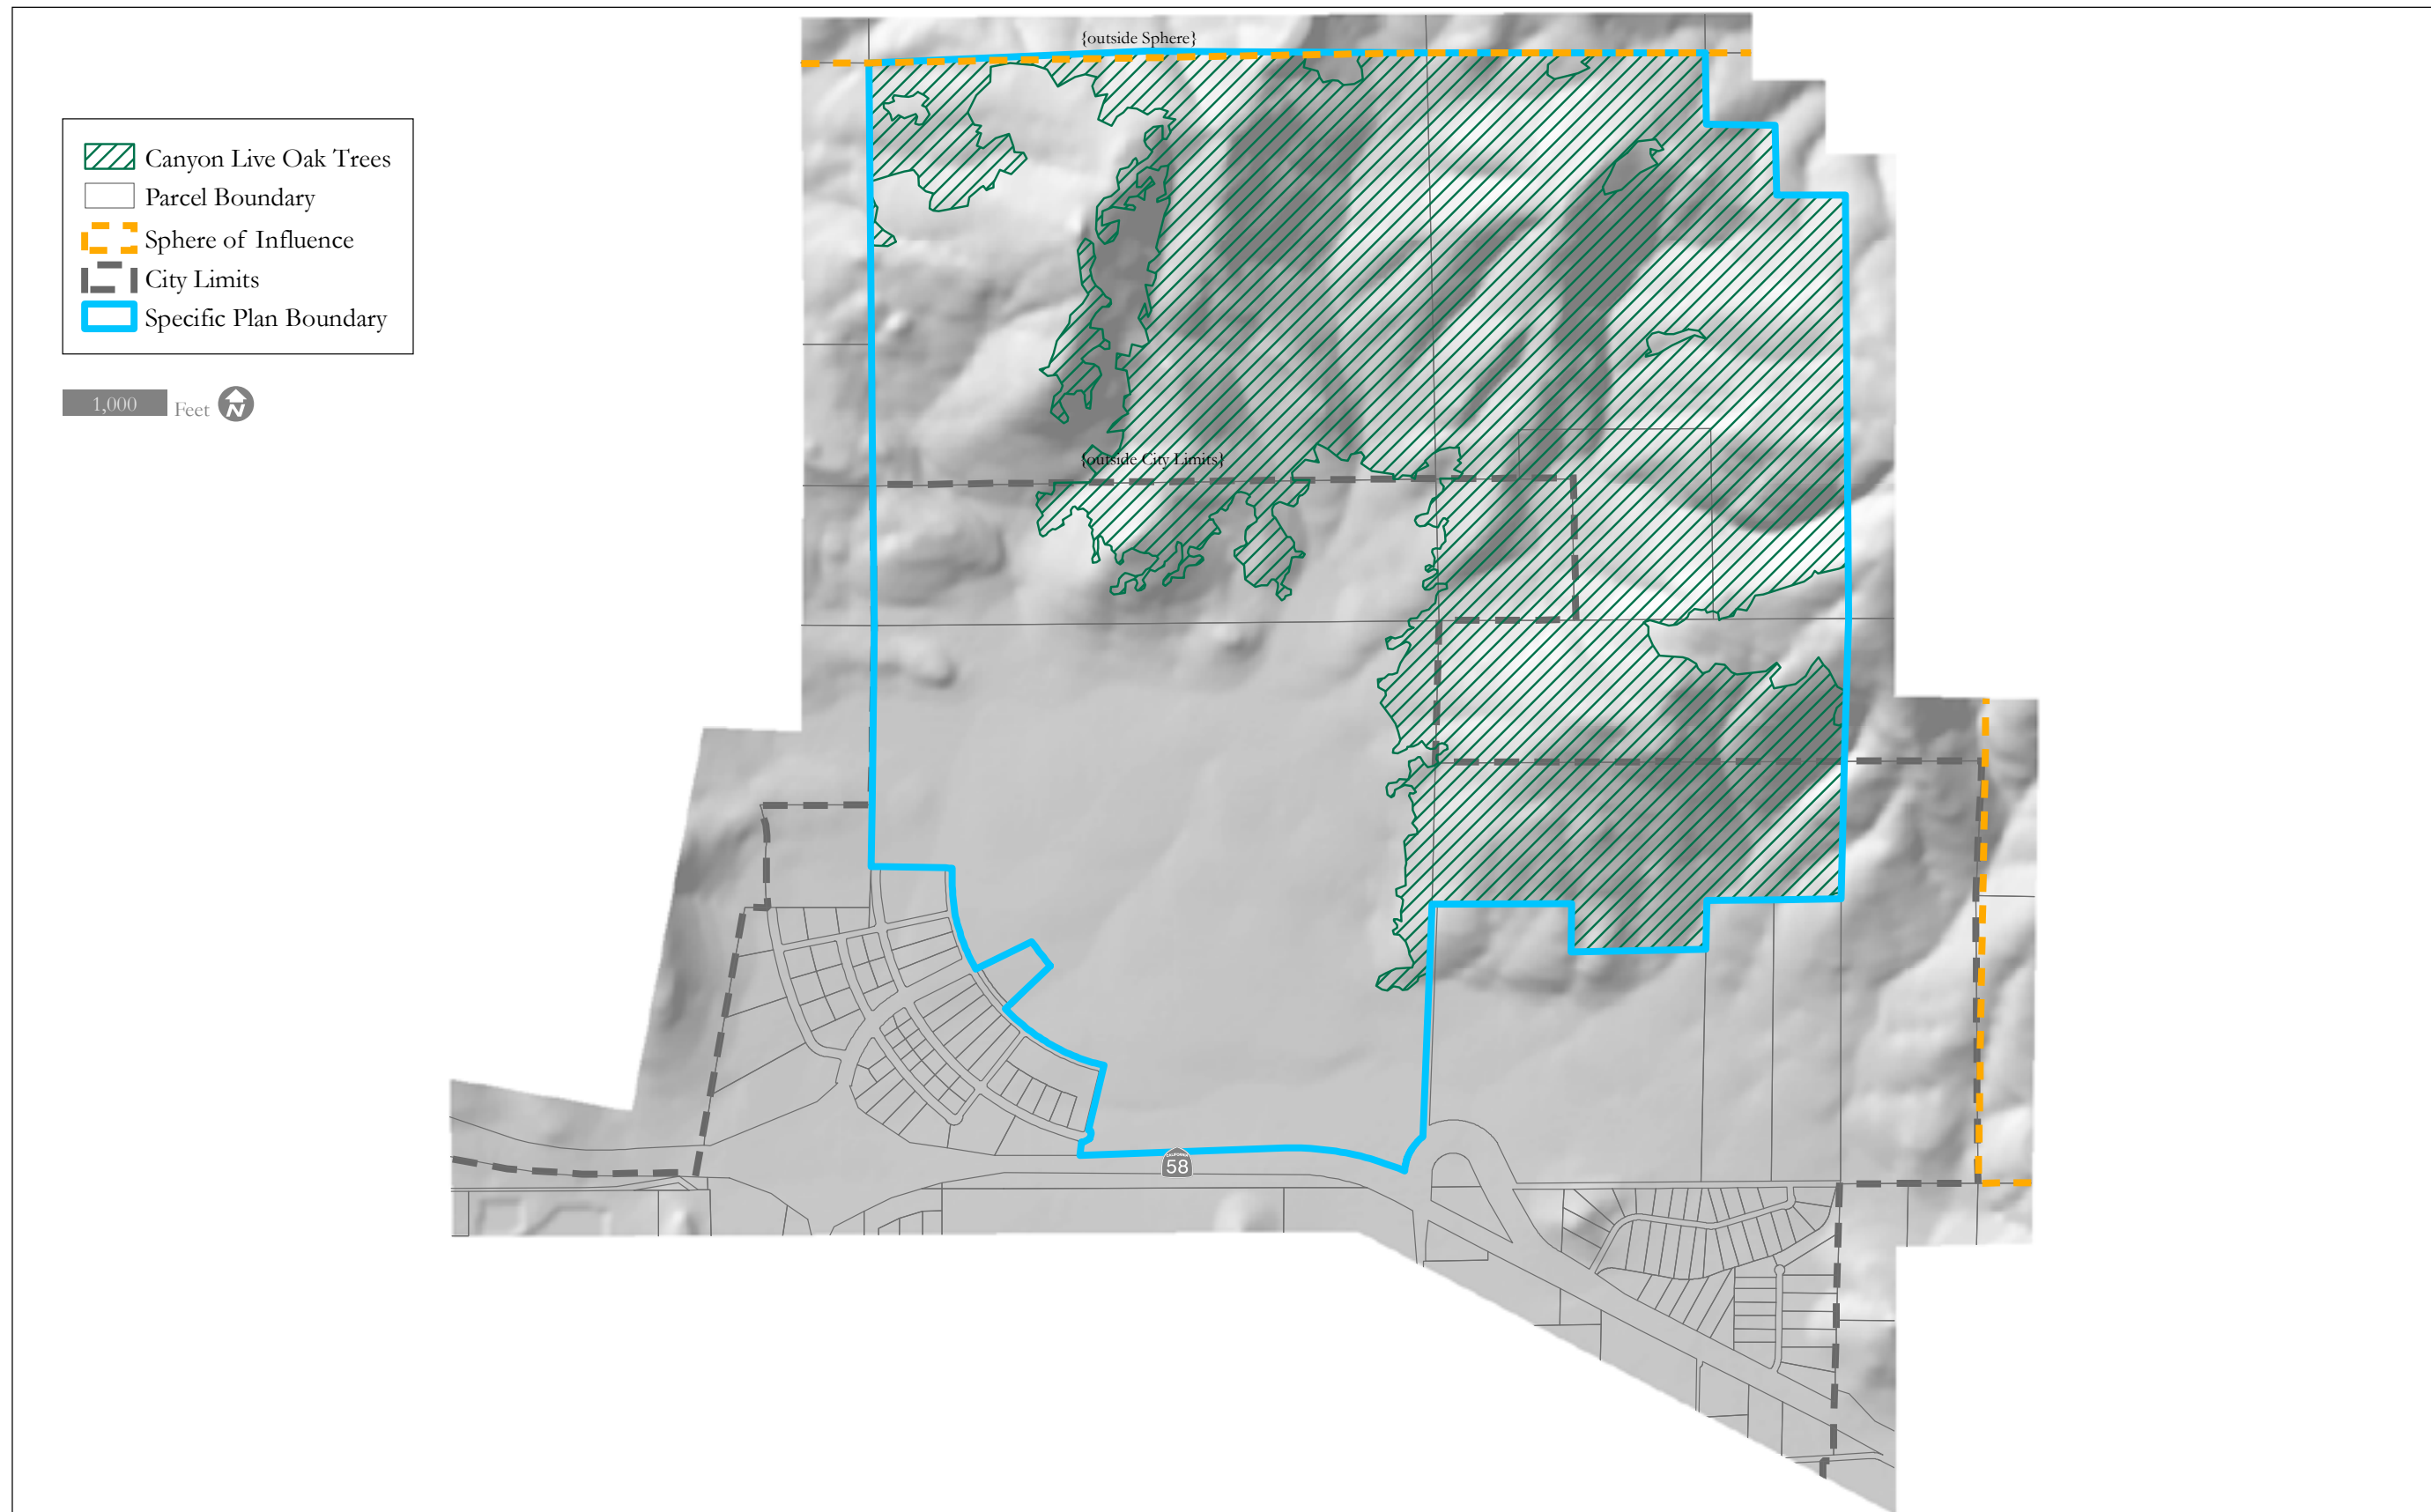 {outside Sphere}
Canyon Live Oak Trees
Parcel Boundary
Sphere of Influence
City Limits
Specific Plan Boundary
1,000 Feet N
{outside City Limits}
CALIFORNIA
58